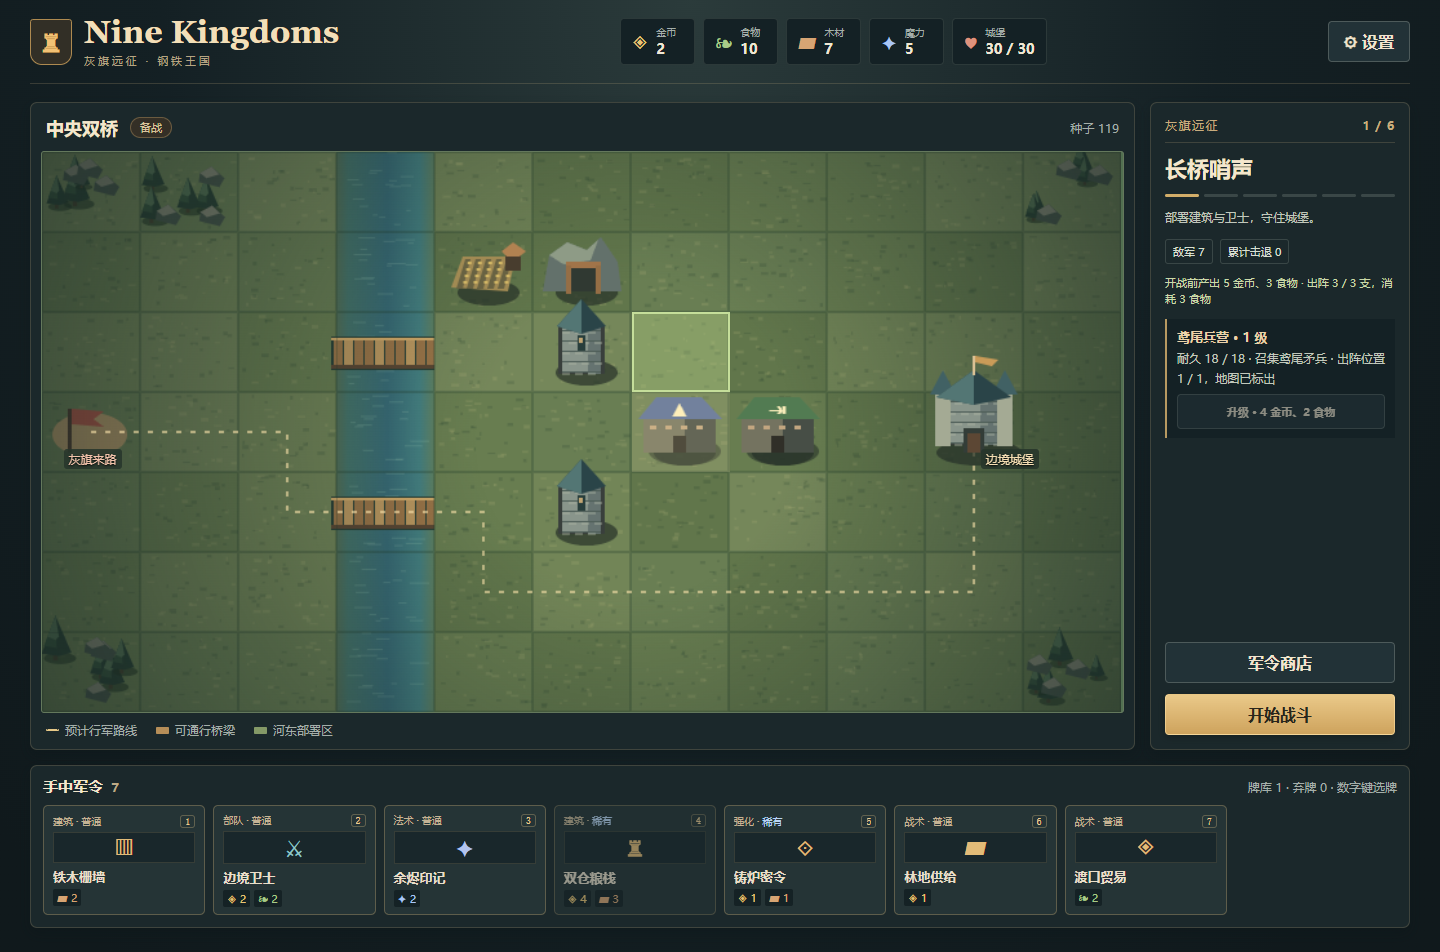 Nine Kingdoms
灰旗远征 · 钢铁王国
金币
2
食物
10
木材
7
魔力
5
城堡
30 / 30
⚙ 设置
中央双桥
备战
种子 119
灰旗来路
边境城堡
预计行军路线
可通行桥梁
河东部署区
灰旗远征
1 / 6
长桥哨声
部署建筑与卫士，守住城堡。
敌军 7
累计击退 0
开战前产出 5 金币、3 食物 · 出阵 3 / 3 支，消
耗 3 食物
鸢尾兵营 • 1 级
耐久 18 / 18 · 召集鸢尾矛兵 · 出阵位置
1 / 1，地图已标出
升级 • 4 金币、2 食物
军令商店
开始战斗
手中军令 7
牌库 1 · 弃牌 0 · 数字键选牌
建筑 · 普通
1
铁木栅墙
2
部队 · 普通
2
边境卫士
2
2
法术 · 普通
3
余烬印记
2
建筑 · 稀有
4
双仓粮栈
4
3
强化 · 稀有
5
铸炉密令
1
1
战术 · 普通
6
林地供给
1
战术 · 普通
7
渡口贸易
2